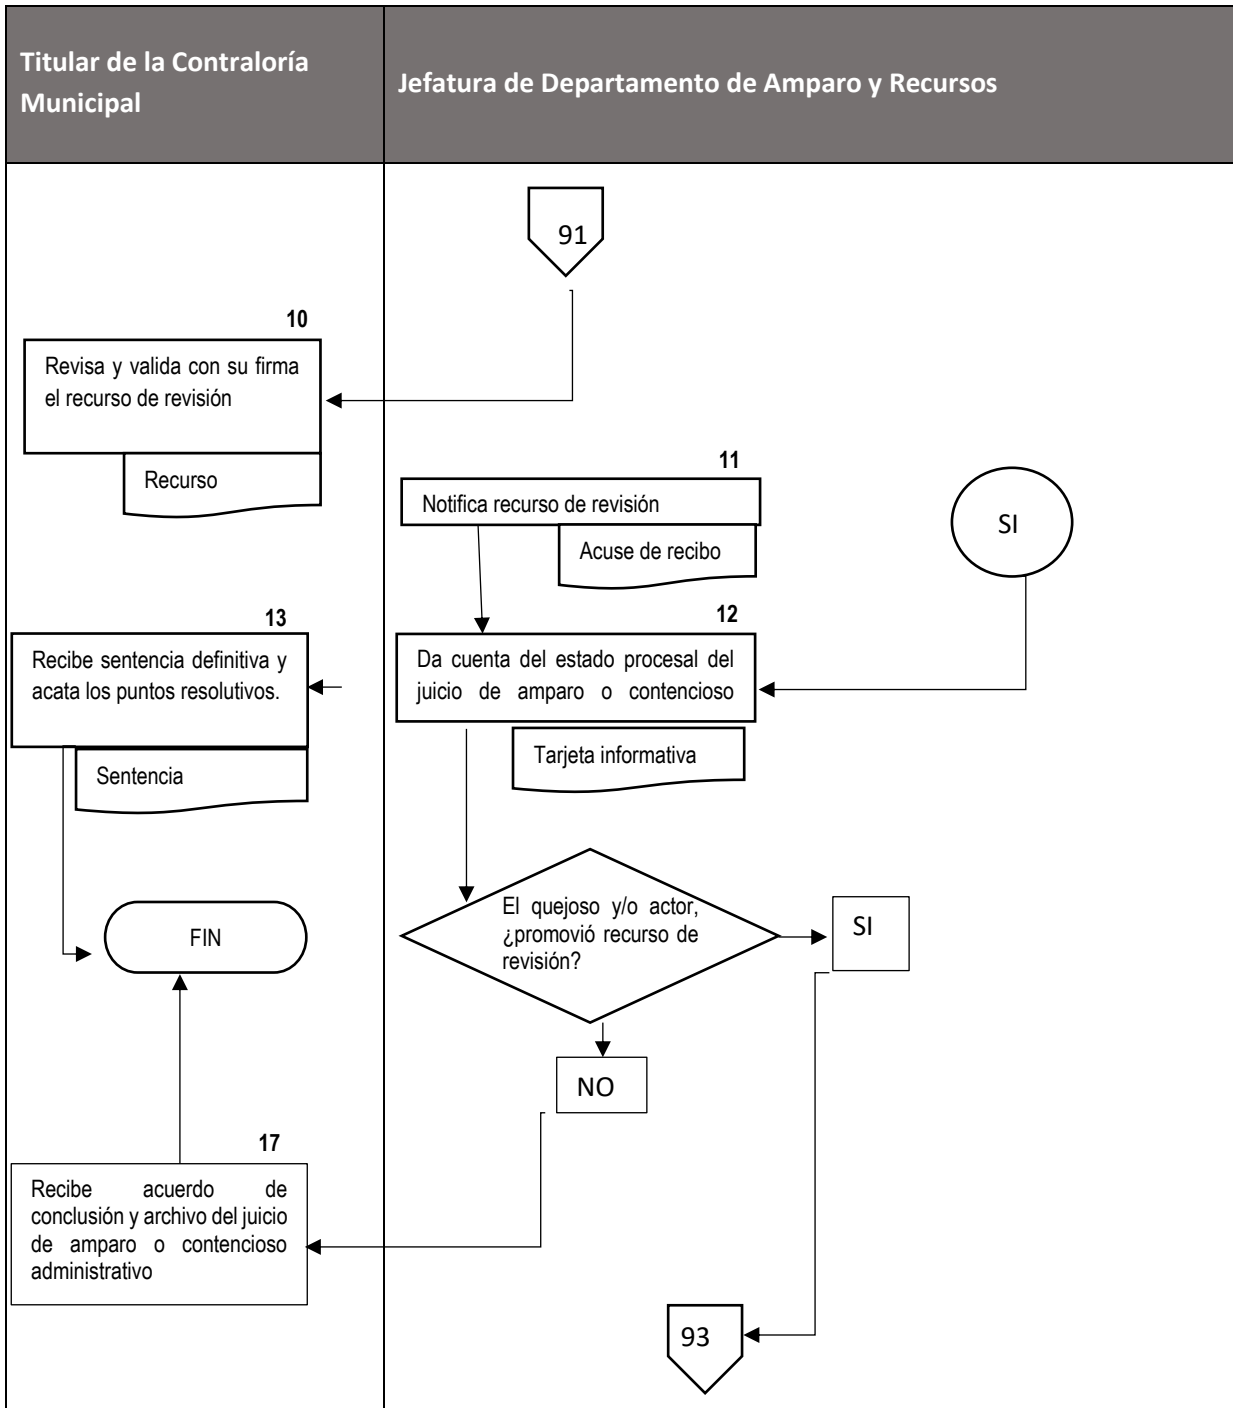 Titular de la Contraloría
Municipal
Jefatura de Departamento de Amparo y Recursos
91
10
Revisa y valida con su firma
el recurso de revisión
Recurso
11
Notifica recurso de revisión
Acuse de recibo
SI
13
Recibe sentencia definitiva y
acata los puntos resolutivos.
Sentencia
12
Da cuenta del estado procesal del
juicio de amparo o contencioso
Tarjeta informativa
El quejoso y/o actor,
¿promovió recurso de
revisión?
SI
FIN
NO
17
Recibe acuerdo de
conclusión y archivo del juicio
de amparo o contencioso
administrativo
93